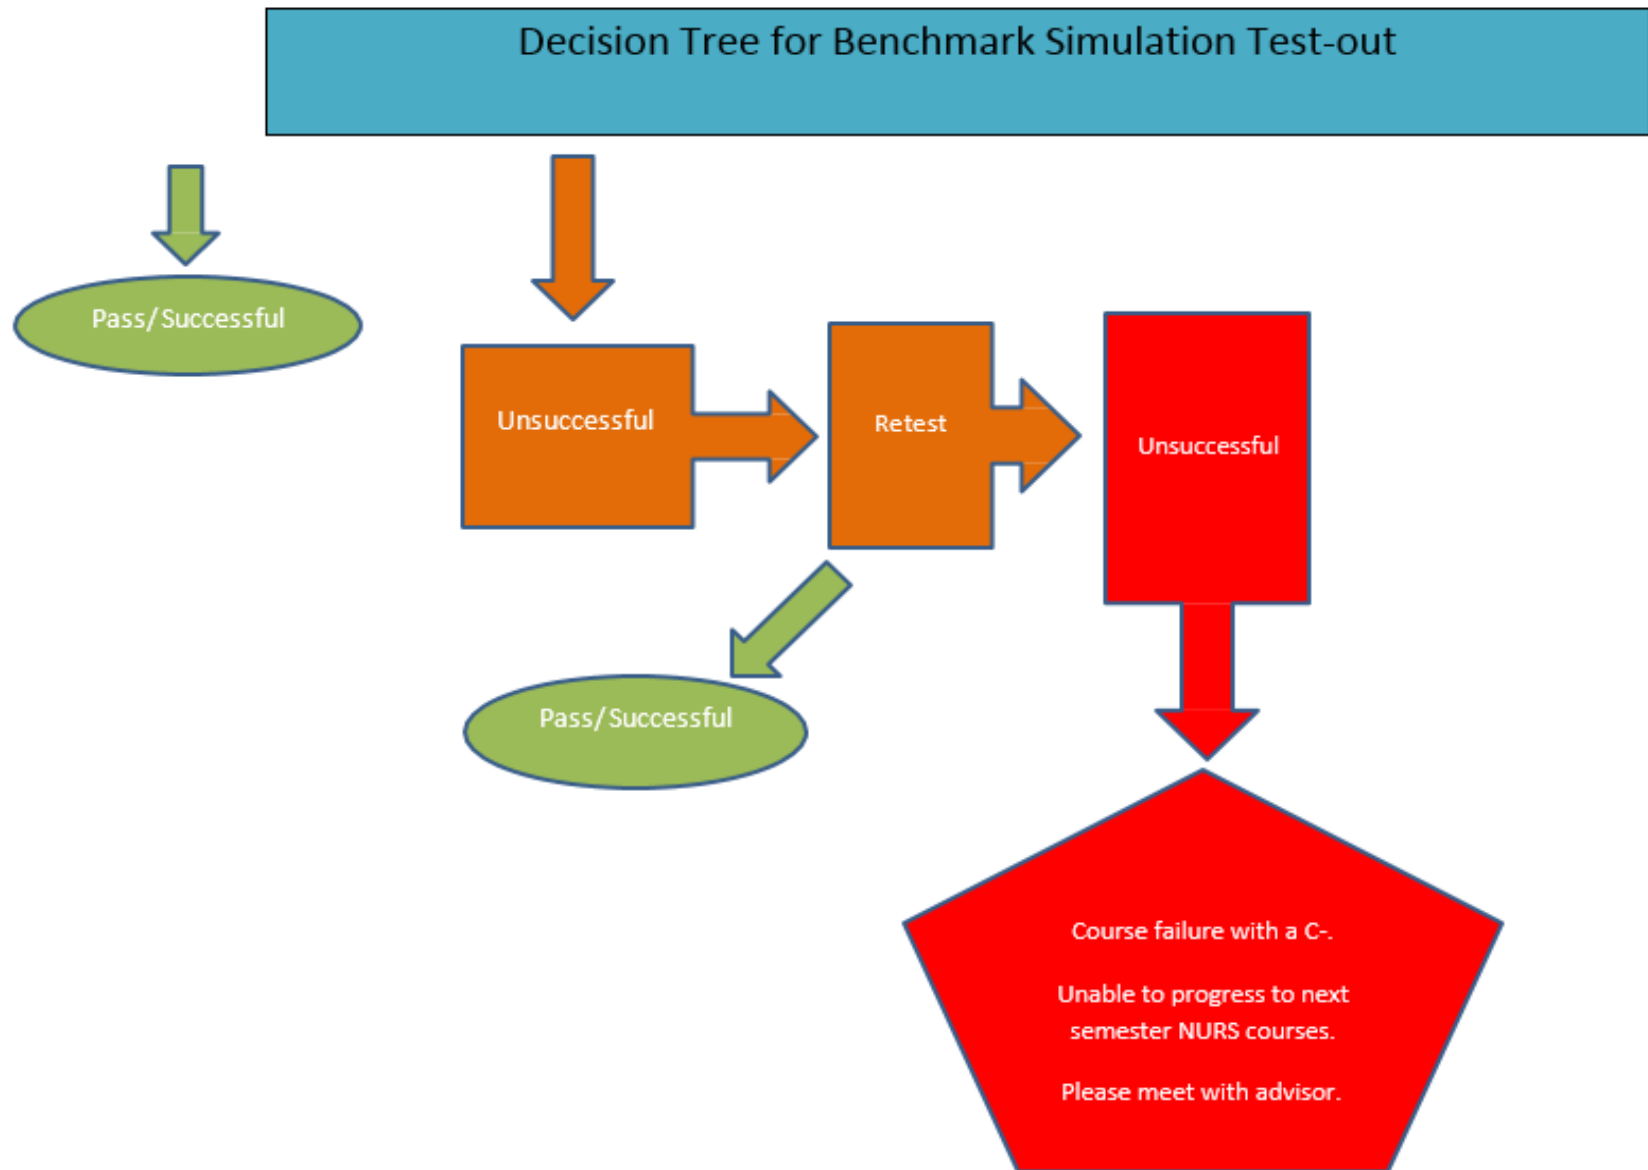 Decision Tree for Benchmark Simulation Test-out
Pass/Successful
Unsuccessful
Retest
Unsuccessful
Pass/Successful
Course failure with a C-.
Unable to progress to next
semester NURS courses.
Please meet with advisor.